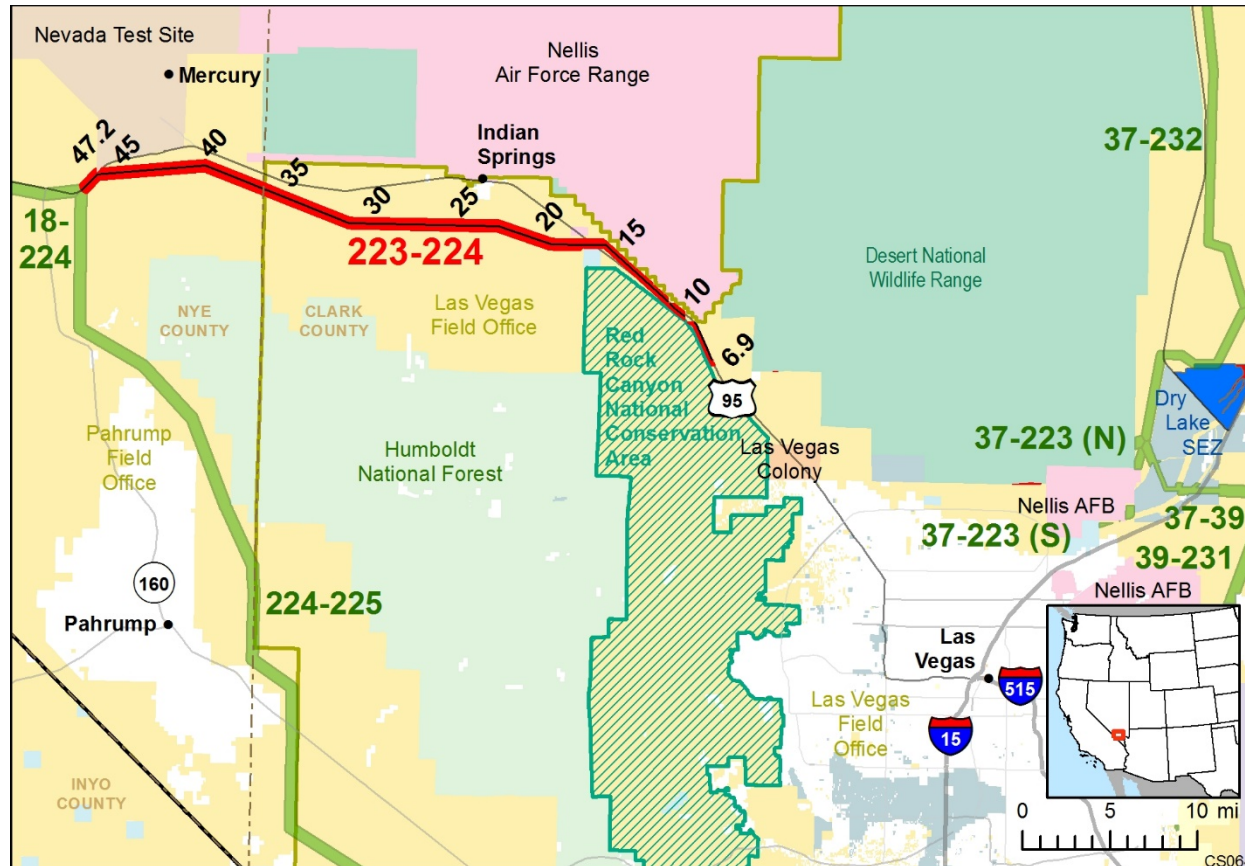 Nevada Test Site
Mercury
Nellis
Air Force Range
Indian
Springs
37-232
47.2
45
40
35
30
25
20
15
10
6.9
18-
224
223-224
Desert National
Wildlife Range
NYE
COUNTY
CLARK
COUNTY
Las Vegas
Field Office
Red
Rock
Canyon
National
Conservation
Area
95
Dry
Lake
SEZ
Pahrump
Field
Office
Humboldt
National Forest
Las Vegas
Colony
37-223 (N)
Nellis AFB
37-223 (S)
37-39
39-231
Nellis AFB
160
224-225
Pahrump
Las
Vegas
515
15
Las Vegas
Field
Office
INYO
COUNTY
0 5 10 mi
CS06